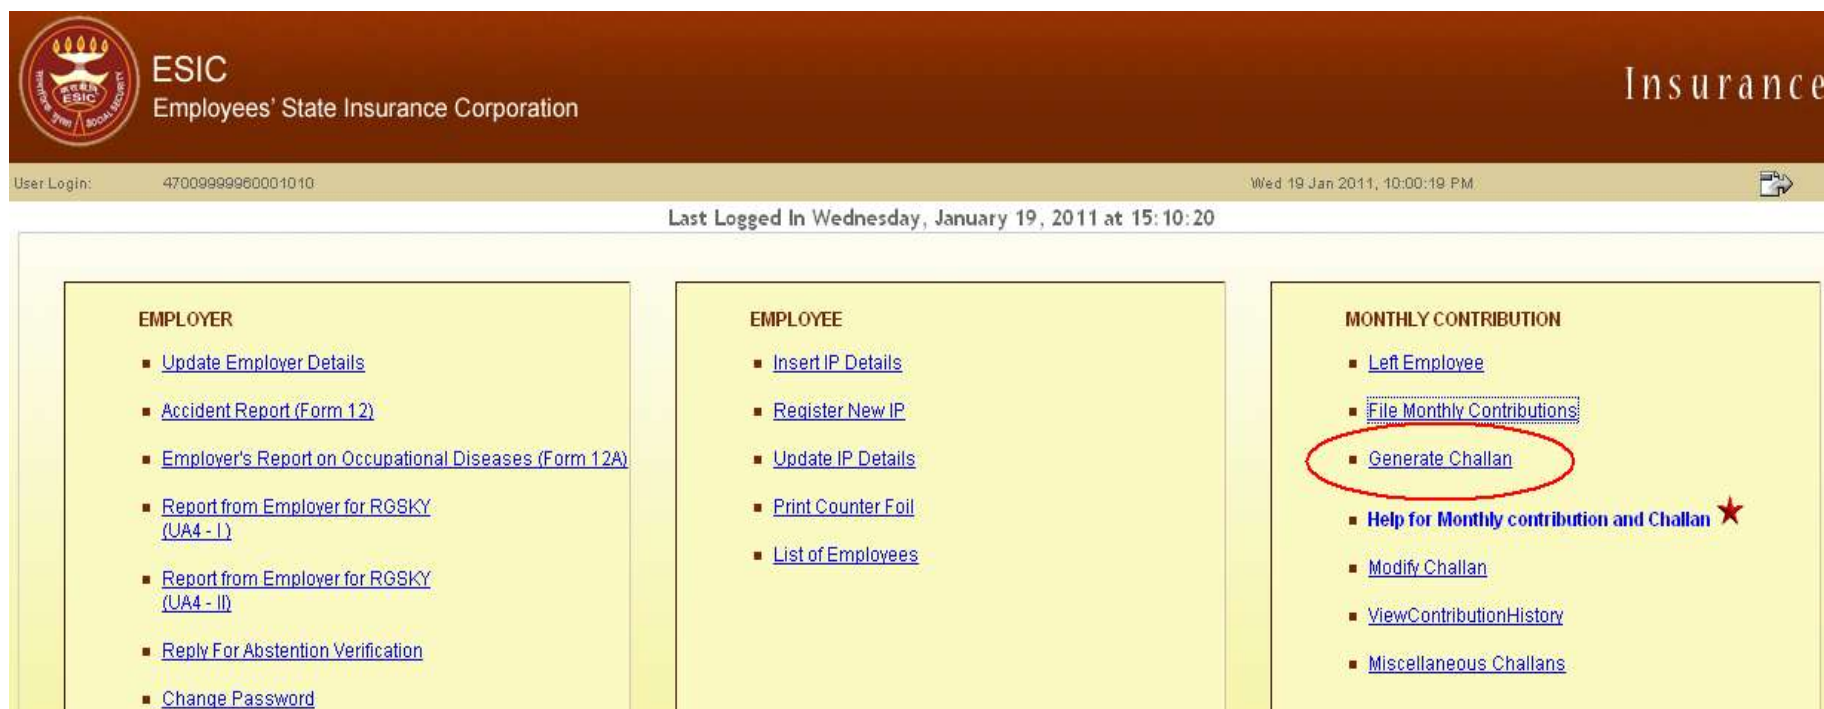 ESIC
Employees' State Insurance Corporation
Insurance
ESIC
SOCIAL SECURITY
User Login:
47009999960001010
Wed 19 Jan 2011, 10:00:19 PM
Last Logged In Wednesday, January 19, 2011 at 15:10:20
EMPLOYER
Update Employer Details
Accident Report (Form 12)
Employer's Report on Occupational Diseases (Form 12A)
Report from Employer for RGSKY
(UA4 - I )
Report from Employer for RGSKY
(UA4 - II)
Reply For Abstention Verification
Change Password
EMPLOYEE
Insert IP Details
Register New IP
Update IP Details
Print Counter Foil
List of Employees
MONTHLY CONTRIBUTION
Left Employee
File Monthly Contributions
Generate Challan
Help for Monthly contribution and Challan
Modify Challan
ViewContributionHistory
Miscellaneous Challans